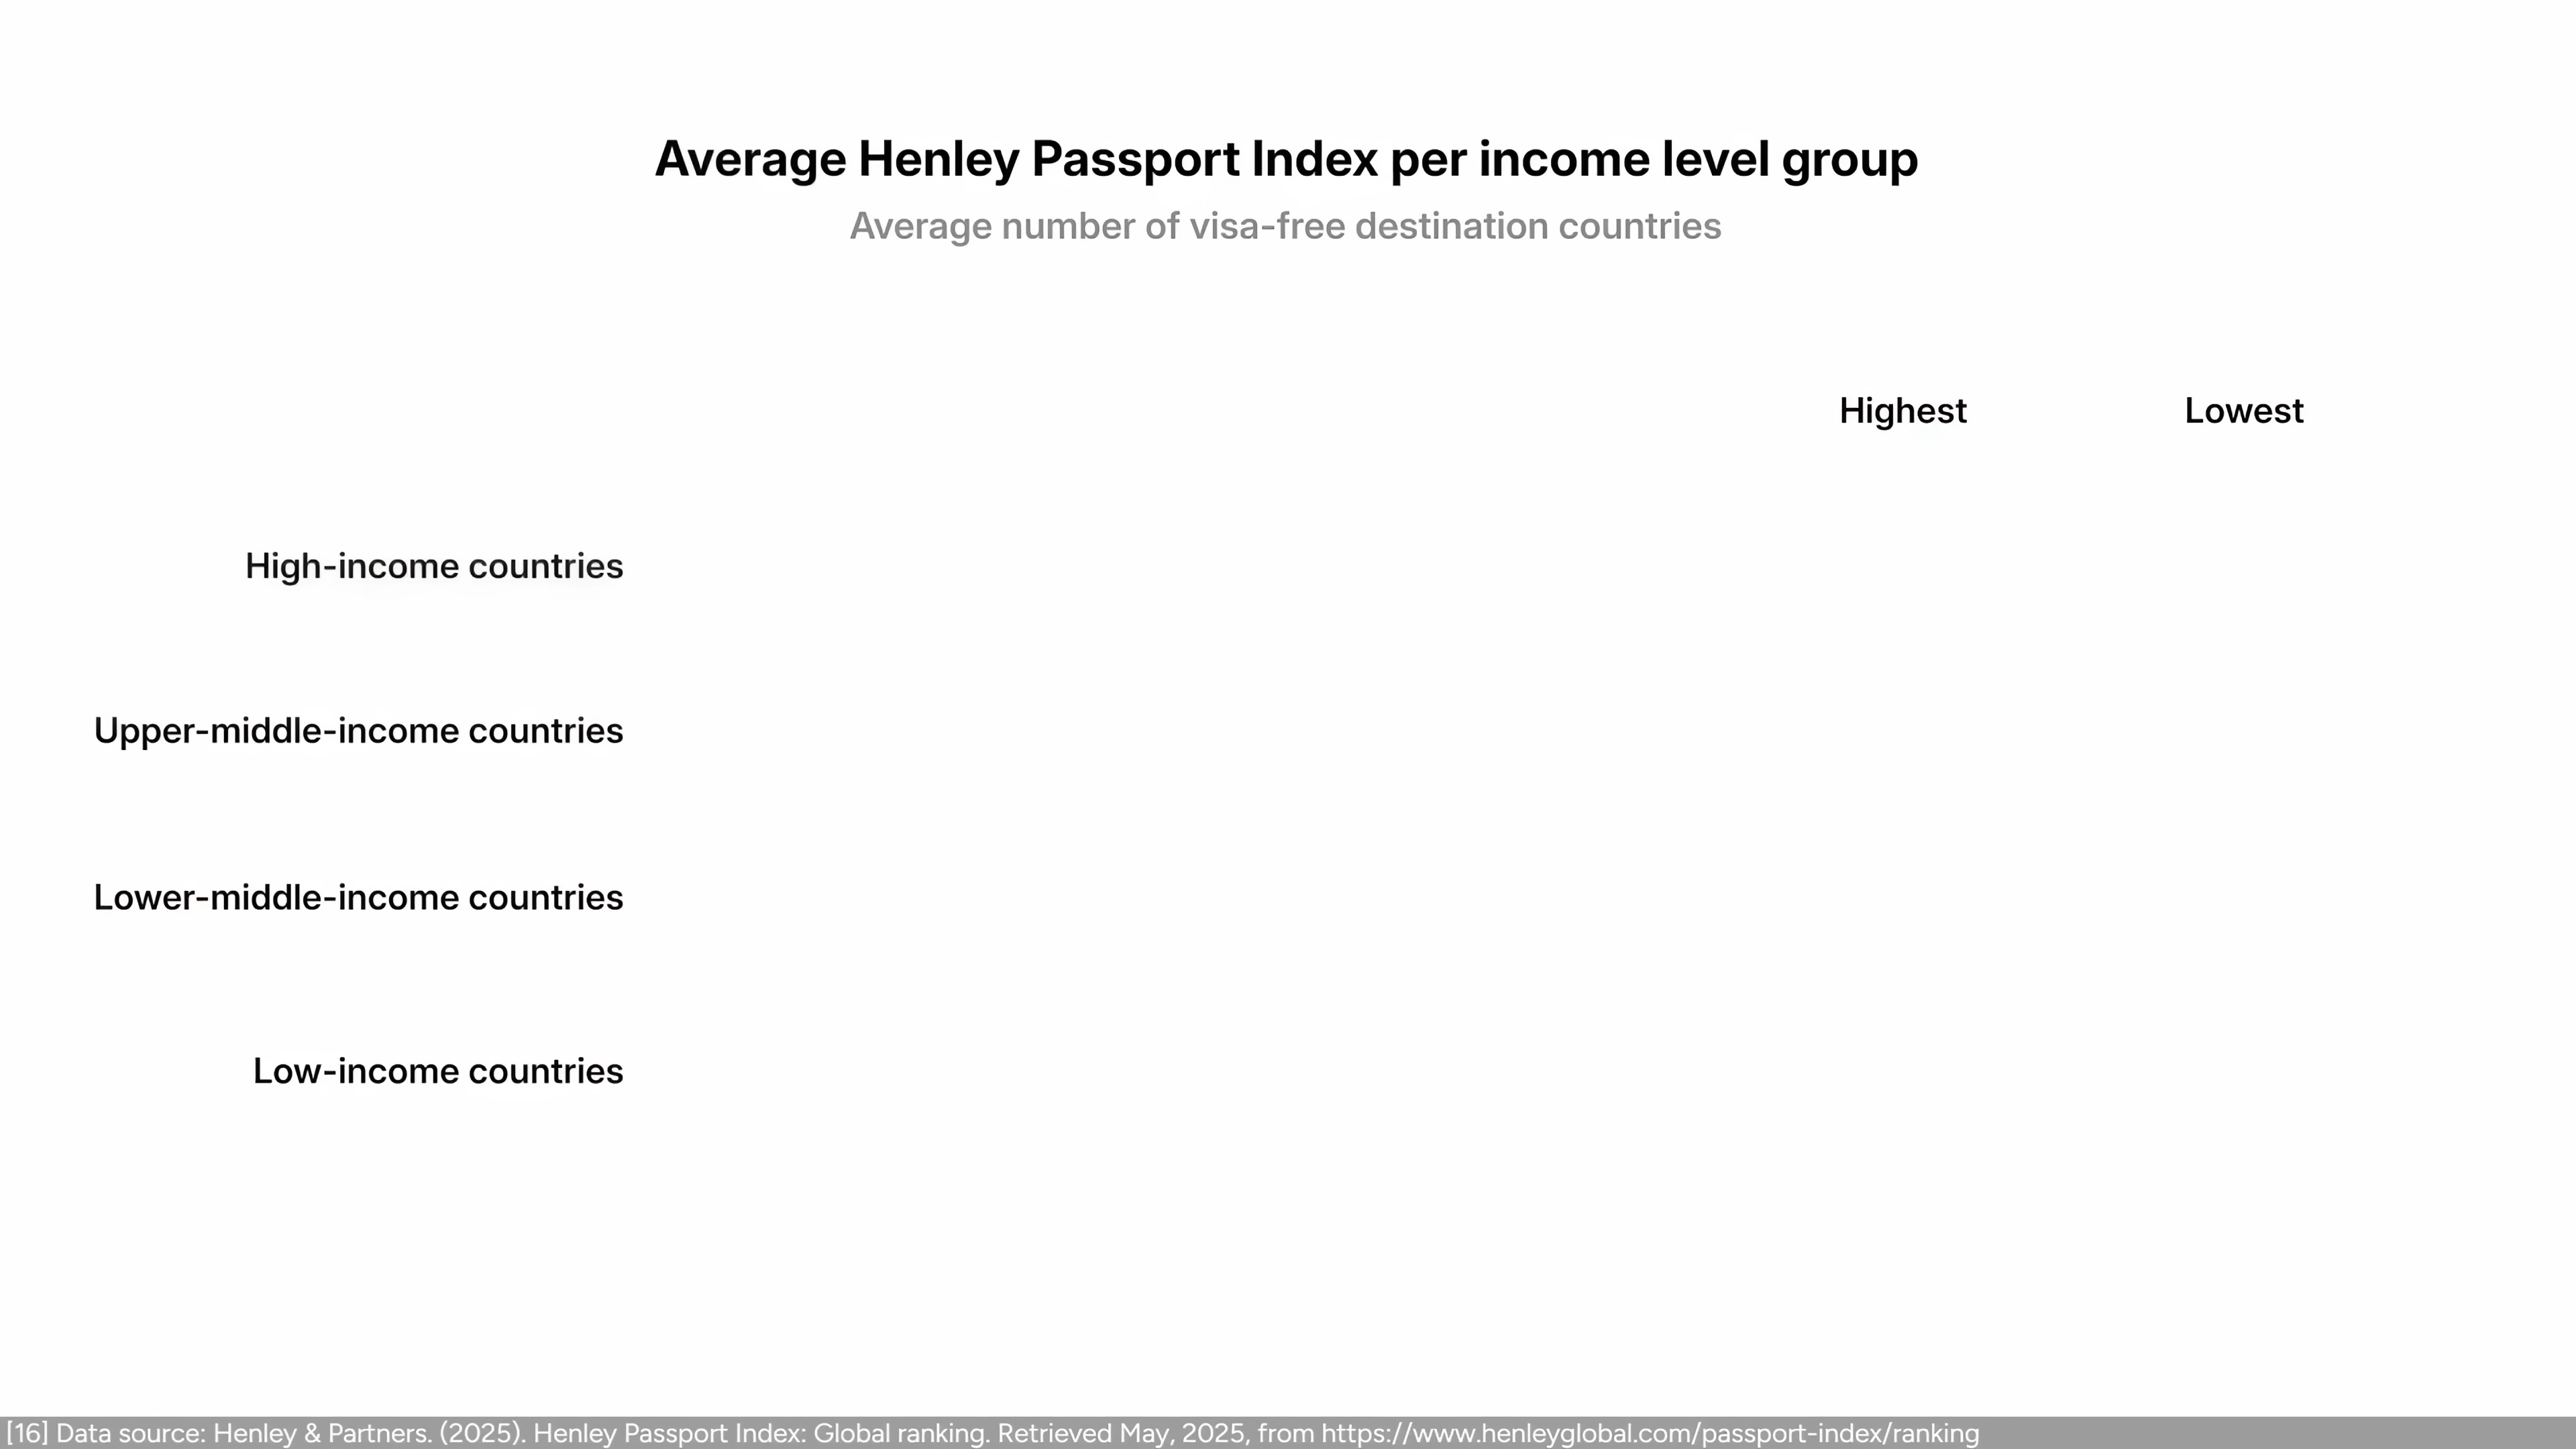 Average Henley Passport Index per income level group
Average number of visa-free destination countries
Highest Lowest
High-income countries
Upper-middle-income countries
Lower-middle-income countries
Low-income countries
[16] Data source: Henley & Partners. (2025). Henley Passport Index: Global ranking. Retrieved May, 2025, from https://www.henleyglobal.com/passport-index/ranking